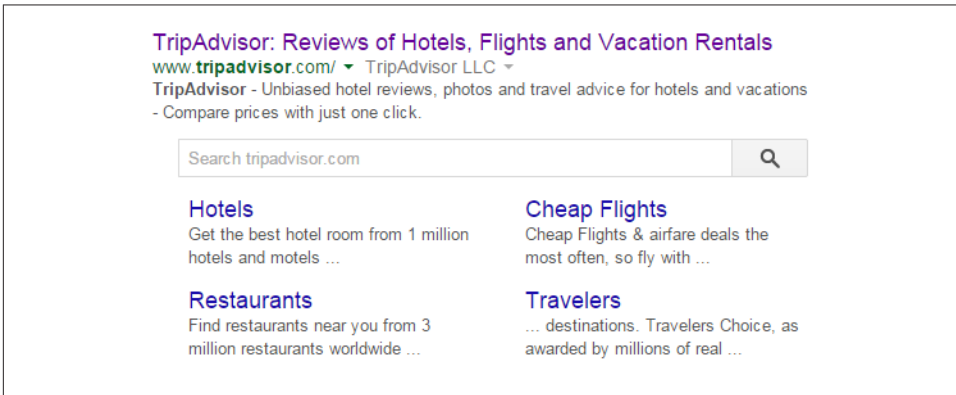 TripAdvisor: Reviews of Hotels, Flights and Vacation Rentals
www.tripadvisor.com/ TripAdvisor LLC
TripAdvisor - Unbiased hotel reviews, photos and travel advice for hotels and vacations
- Compare prices with just one click.
Search tripadvisor.com
Hotels
Get the best hotel room from 1 million
hotels and motels ...
Cheap Flights
Cheap Flights & airfare deals the
most often, so fly with ...
Restaurants
Find restaurants near you from 3
million restaurants worldwide ...
Travelers
... destinations. Travelers Choice, as
awarded by millions of real ...